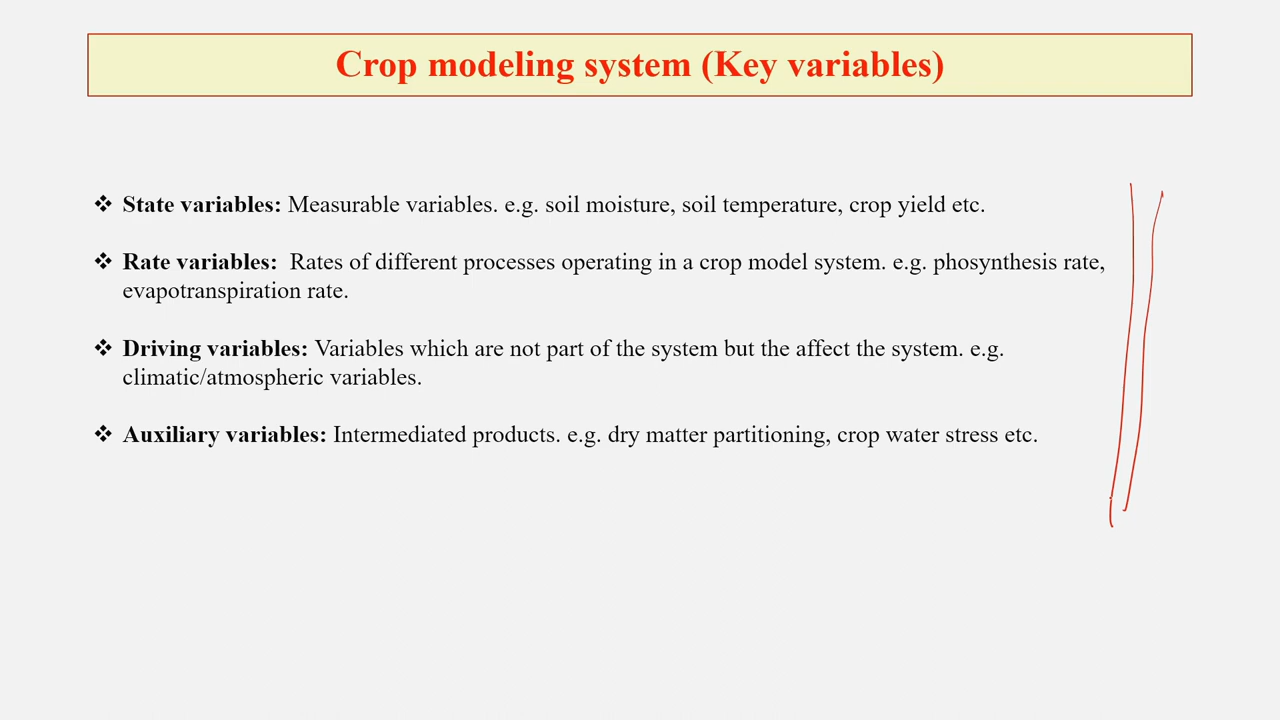 Crop modeling system (Key variables)
❖ State variables: Measurable variables. e.g. soil moisture, soil temperature, crop yield etc.
❖ Rate variables: Rates of different processes operating in a crop model system. e.g. phosynthesis rate,
evapotranspiration rate.
❖ Driving variables: Variables which are not part of the system but the affect the system. e.g.
climatic/atmospheric variables.
❖ Auxiliary variables: Intermediated products. e.g. dry matter partitioning, crop water stress etc.